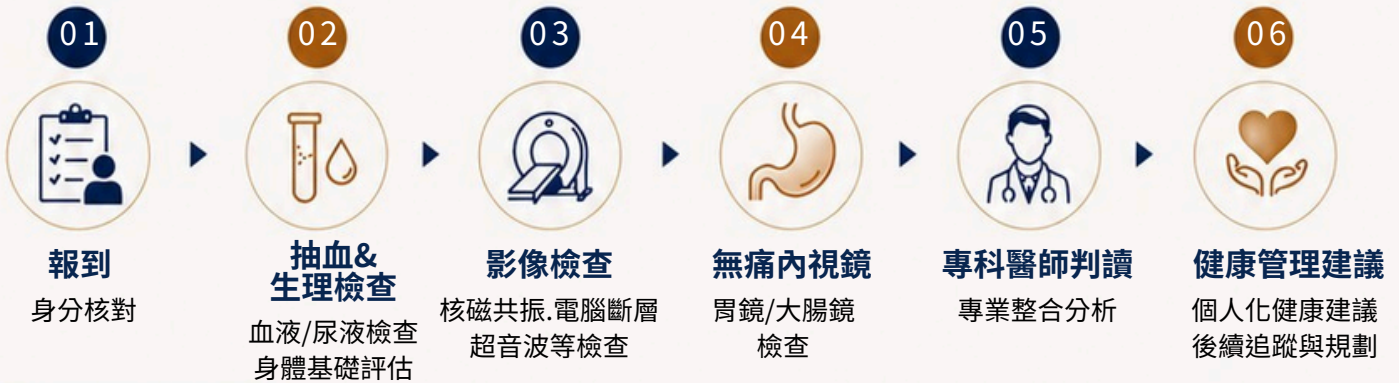 01
02
03
04
05
06
報到
身分核對
抽血&
生理檢查
血液/尿液檢查
身體基礎評估
影像檢查
核磁共振.電腦斷層
超音波等檢查
無痛內視鏡
胃鏡/大腸鏡
檢查
專科醫師判讀
專業整合分析
健康管理建議
個人化健康建議
後續追蹤與規劃